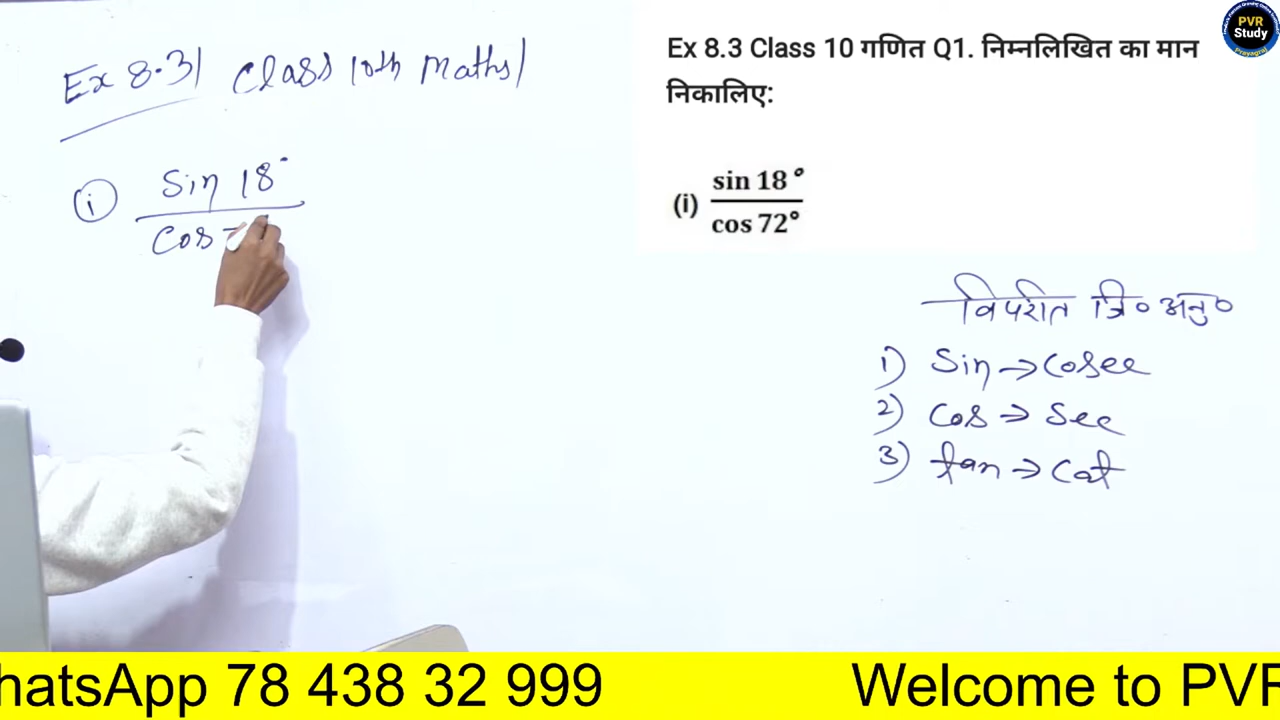 Ex 8.3| Class 10th Maths|
(i) Sin 18°
Cos 7
Ex 8.3 Class 10 गणित Q1. निम्नलिखित का मान
निकालिए:
(i) sin 18°
cos 72°
विपरीत त्रि० अनु०
1) Sin → Cosec
2) Cos → Sec
3) tan → Cot
PVR
Study
Prayagraj
hatsApp 78 438 32 999
Welcome to PVR